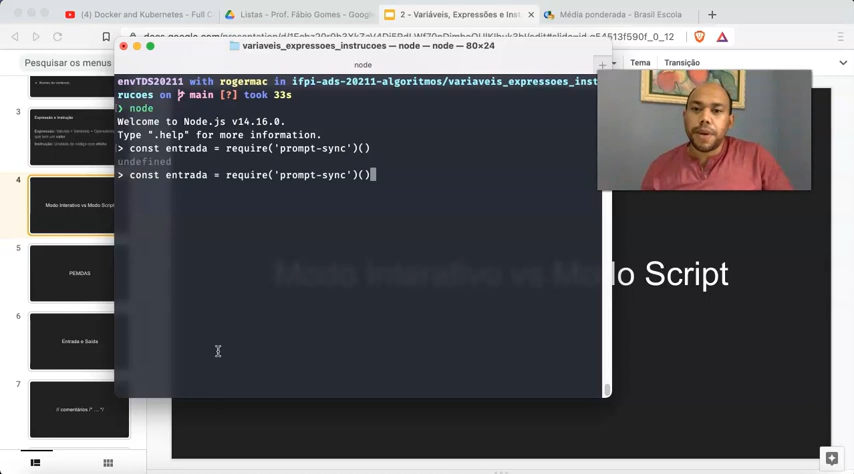 (4) Docker and Kubernetes - Full C
Listas - Prof. Fábio Gomes - Google
2 - Variáveis, Expressões e Inst
Média ponderada - Brasil Escola
variaveis_expressoes_instrucoes — node — node — 80×24
node
Pesquisar os menus
Tema
Transição
envTDS20211 with rogermac in ifpi-ads-20211-algoritmos/variaveis_expressoes_inst
rucoes on main [?] took 33s
❯ node
Welcome to Node.js v14.16.0.
Type ".help" for more information.
> const entrada = require('prompt-sync')()
undefined
> const entrada = require('prompt-sync')()
3
Expressão e Instrução
4
Modo Interativo vs Modo Script
5
PEMDAS
6
Entrada e Saída
7
// comentários /* ... */
Modo Interativo vs Modo Script